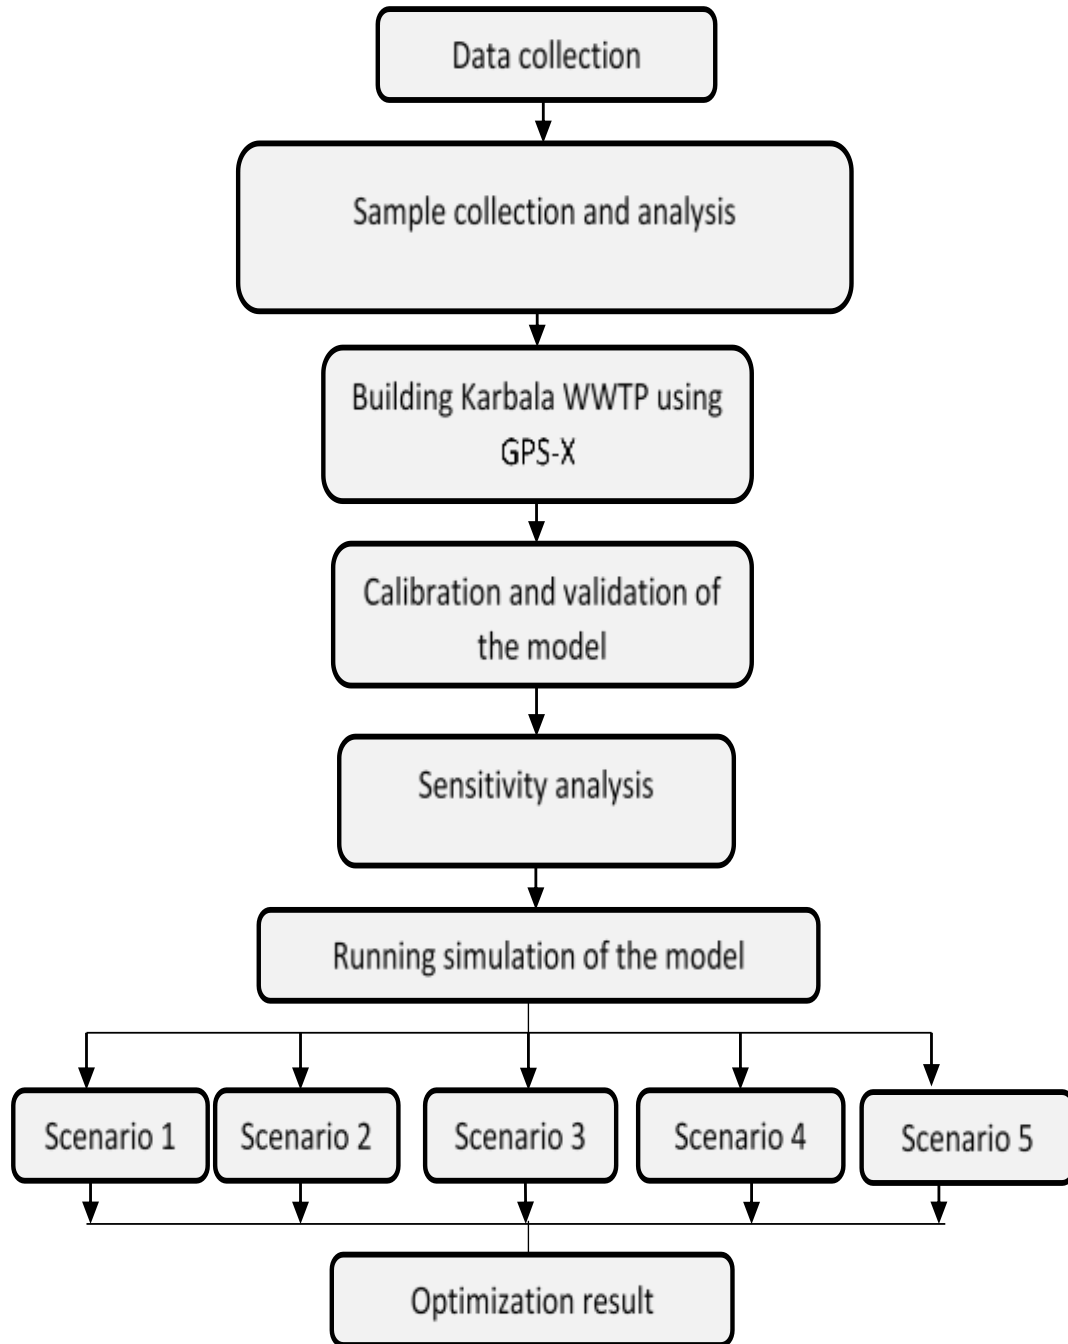 Data collection
Sample collection and analysis
Building Karbala WWTP using
GPS-X
Calibration and validation of
the model
Sensitivity analysis
Running simulation of the model
Scenario 1
Scenario 2
Scenario 3
Scenario 4
Scenario 5
Optimization result